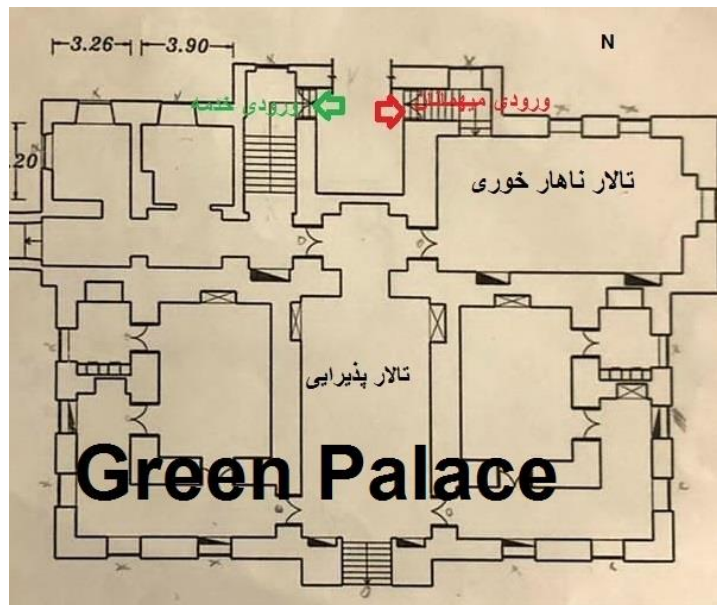 N
3.26
3.90
ورودی خدمه
ورودی میهمانان
.20
تالار ناهار خوری
تالار پذیرایی
Green Palace